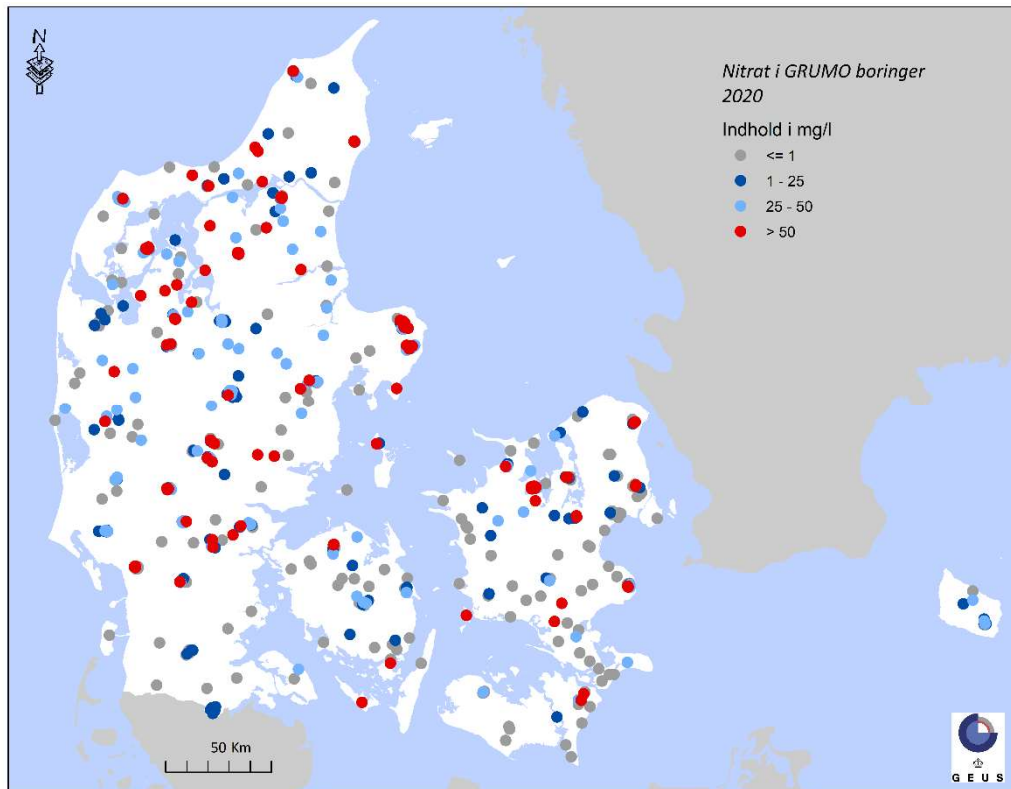 N
Nitrat i GRUMO boringer
2020
Indhold i mg/l
<= 1
1 - 25
25 - 50
> 50
50 Km
GEUS